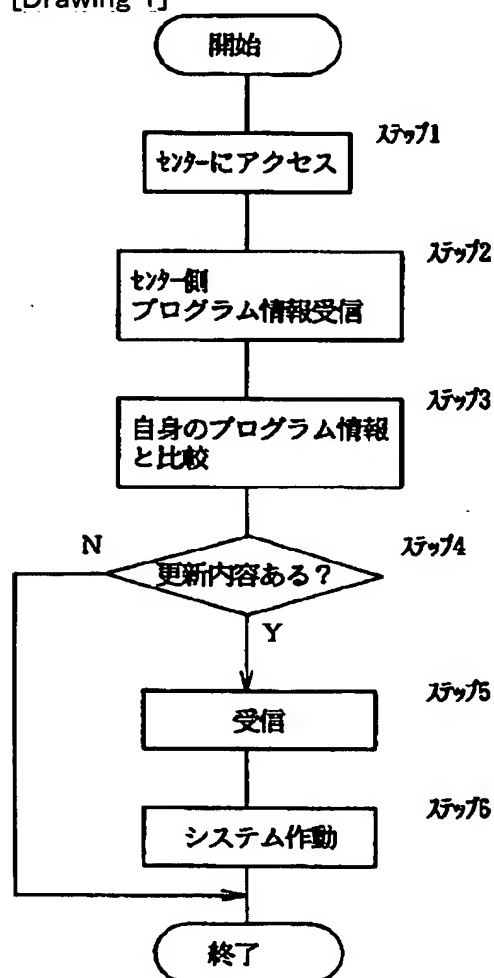 [Drawing 1]
開始
ステップ1
センターにアクセス
ステップ2
センター側
プログラム情報受信
ステップ3
自身のプログラム情報
と比較
N
ステップ4
更新内容ある？
Y
ステップ5
受信
ステップ6
システム作動
終了